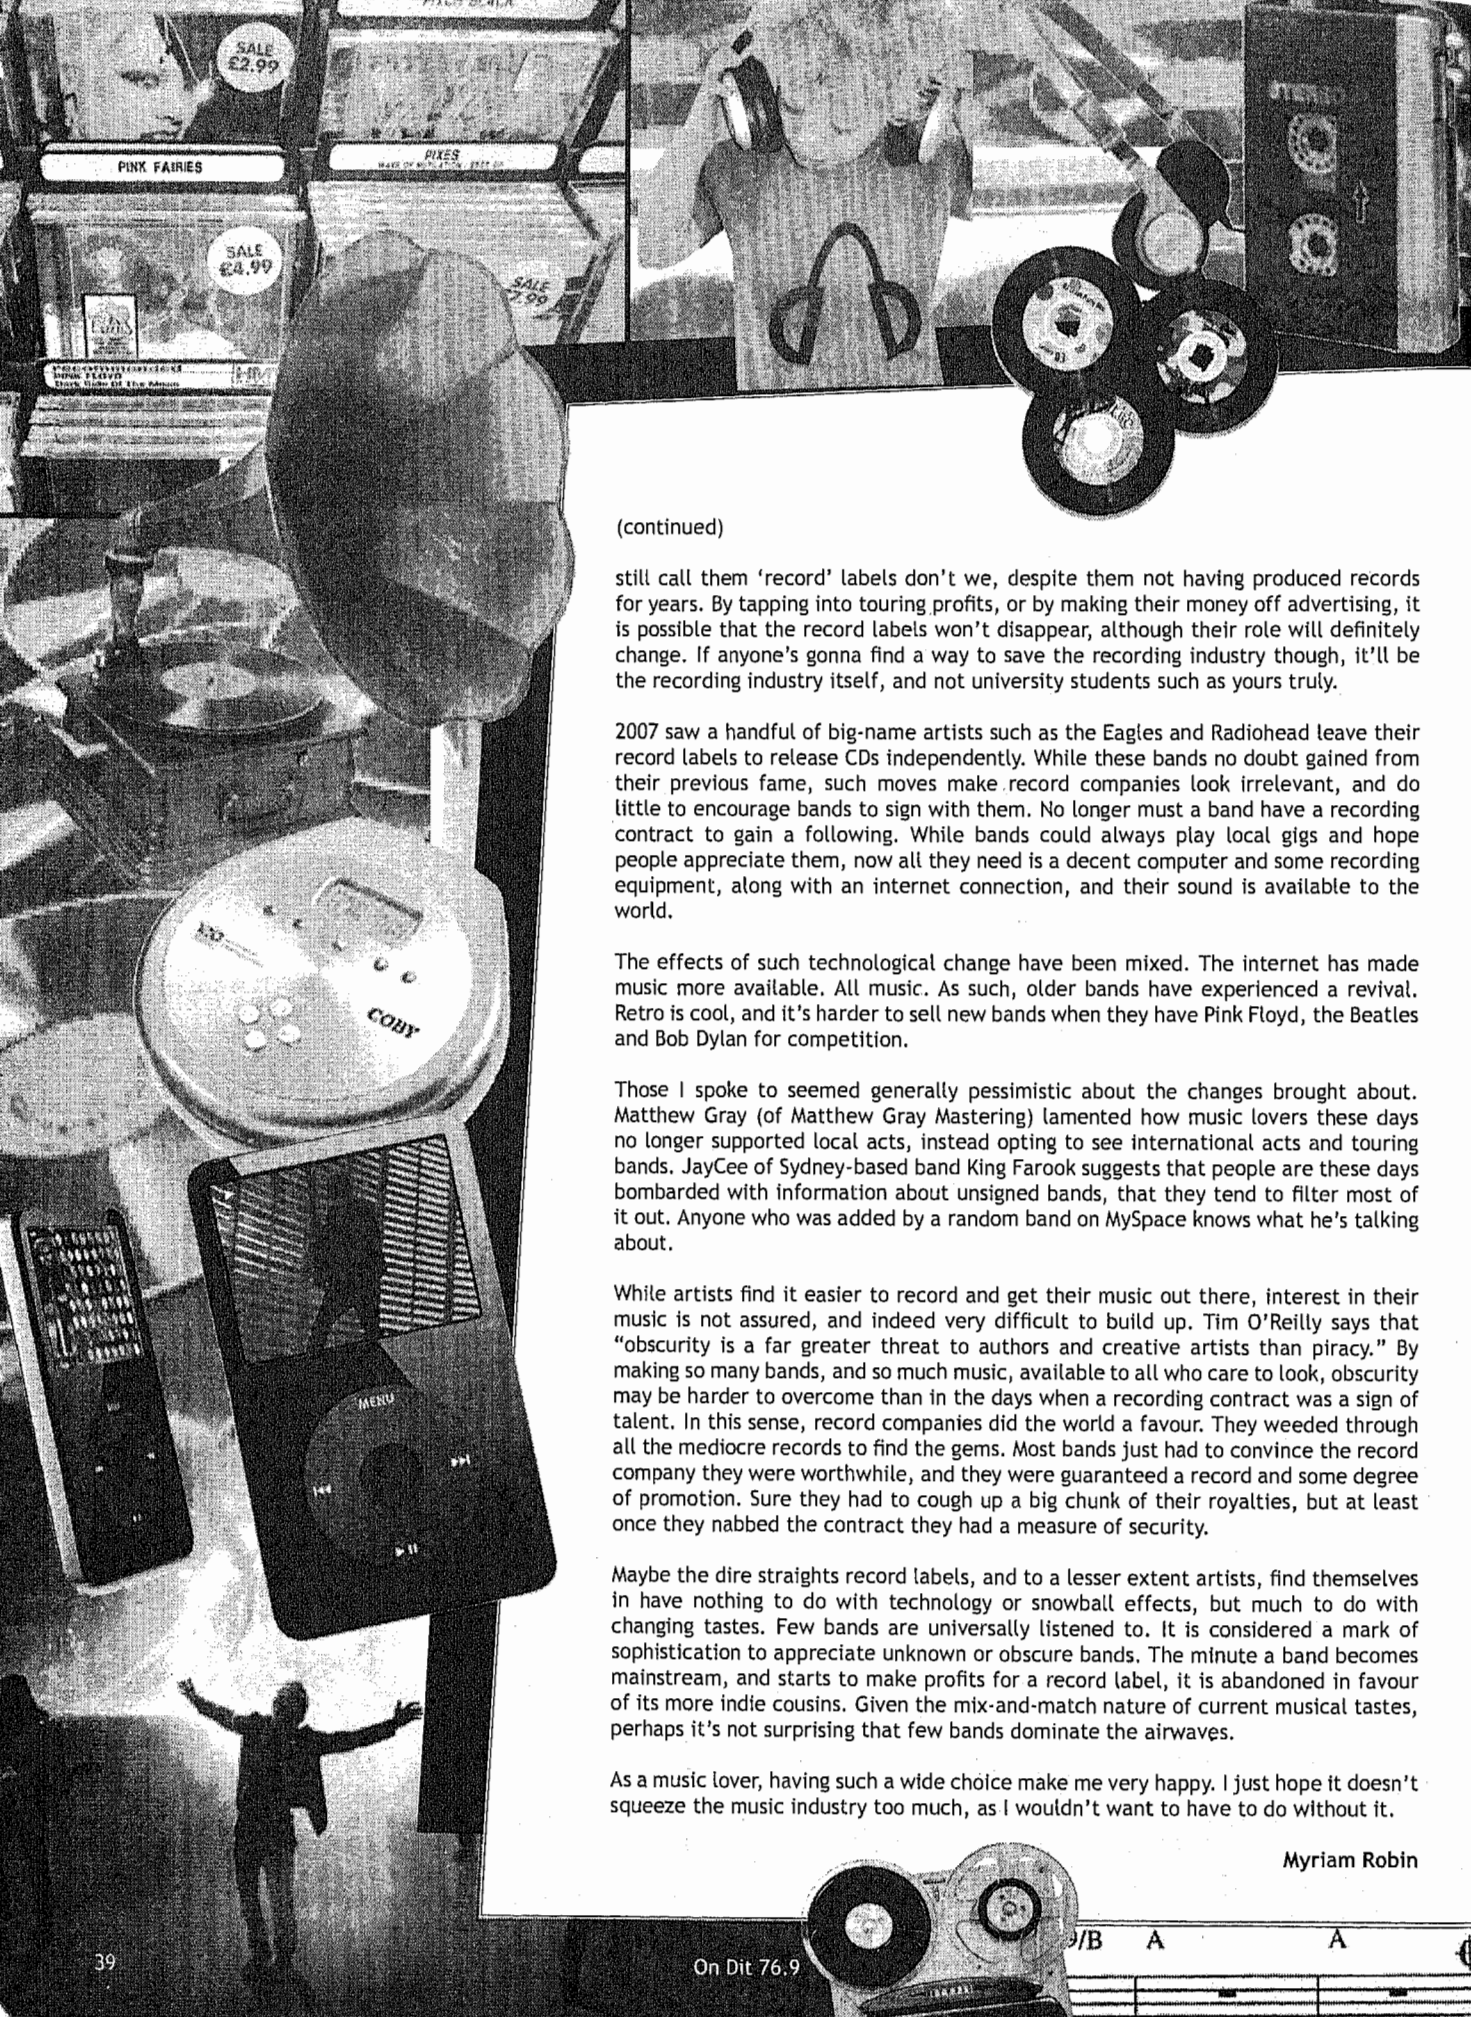 SALE
£2.99
PINK FAIRIES
PIXES
SALE
£4.99
SALE
recommended
PINK FLOYD
Dark Side Of The Moon
STEREO
(continued)
still call them ‘record’ labels don’t we, despite them not having produced records
for years. By tapping into touring profits, or by making their money off advertising, it
is possible that the record labels won’t disappear, although their role will definitely
change. If anyone’s gonna find a way to save the recording industry though, it’ll be
the recording industry itself, and not university students such as yours truly.
2007 saw a handful of big-name artists such as the Eagles and Radiohead leave their
record labels to release CDs independently. While these bands no doubt gained from
their previous fame, such moves make record companies look irrelevant, and do
little to encourage bands to sign with them. No longer must a band have a recording
contract to gain a following. While bands could always play local gigs and hope
people appreciate them, now all they need is a decent computer and some recording
equipment, along with an internet connection, and their sound is available to the
world.
The effects of such technological change have been mixed. The internet has made
music more available. All music. As such, older bands have experienced a revival.
Retro is cool, and it’s harder to sell new bands when they have Pink Floyd, the Beatles
and Bob Dylan for competition.
Those I spoke to seemed generally pessimistic about the changes brought about.
Matthew Gray (of Matthew Gray Mastering) lamented how music lovers these days
no longer supported local acts, instead opting to see international acts and touring
bands. JayCee of Sydney-based band King Farook suggests that people are these days
bombarded with information about unsigned bands, that they tend to filter most of
it out. Anyone who was added by a random band on MySpace knows what he’s talking
about.
While artists find it easier to record and get their music out there, interest in their
music is not assured, and indeed very difficult to build up. Tim O’Reilly says that
“obscurity is a far greater threat to authors and creative artists than piracy.” By
making so many bands, and so much music, available to all who care to look, obscurity
may be harder to overcome than in the days when a recording contract was a sign of
talent. In this sense, record companies did the world a favour. They weeded through
all the mediocre records to find the gems. Most bands just had to convince the record
company they were worthwhile, and they were guaranteed a record and some degree
of promotion. Sure they had to cough up a big chunk of their royalties, but at least
once they nabbed the contract they had a measure of security.
Maybe the dire straights record labels, and to a lesser extent artists, find themselves
in have nothing to do with technology or snowball effects, but much to do with
changing tastes. Few bands are universally listened to. It is considered a mark of
sophistication to appreciate unknown or obscure bands. The minute a band becomes
mainstream, and starts to make profits for a record label, it is abandoned in favour
of its more indie cousins. Given the mix-and-match nature of current musical tastes,
perhaps it’s not surprising that few bands dominate the airwaves.
As a music lover, having such a wide choice make me very happy. I just hope it doesn’t
squeeze the music industry too much, as I wouldn’t want to have to do without it.
Myriam Robin
COBY
MENU
39
On Dit 76.9
/B A A